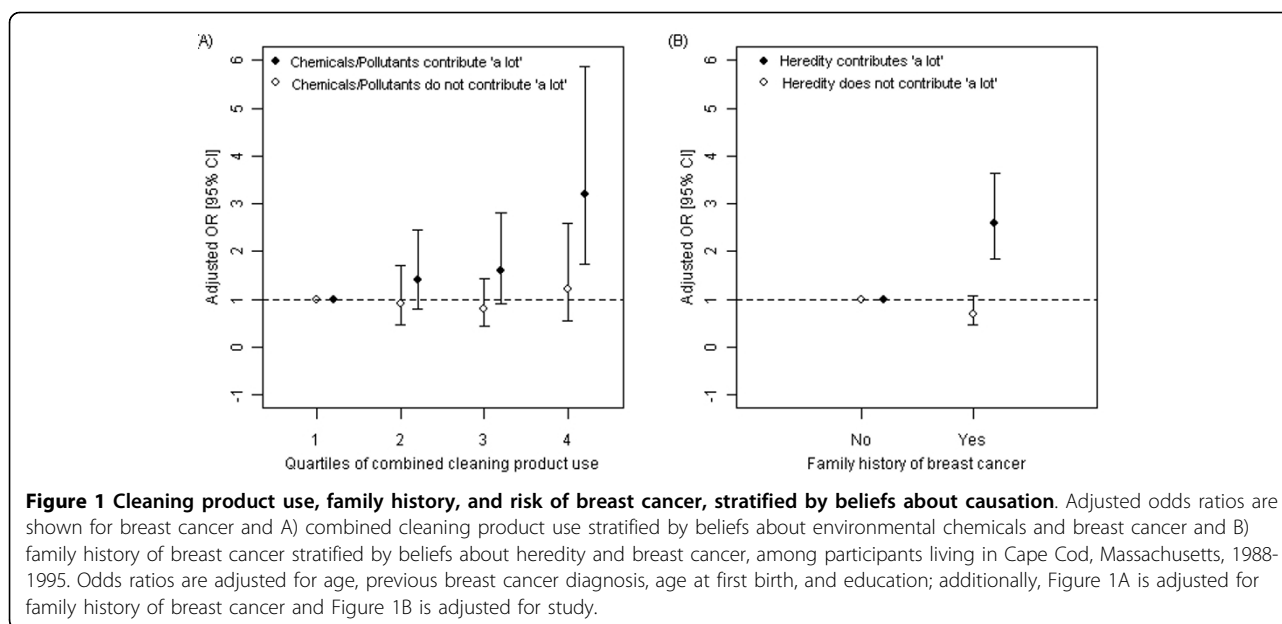 A)
Chemicals/Pollutants contribute 'a lot'
Chemicals/Pollutants do not contribute 'a lot'
Adjusted OR [95% CI]
6
5
4
3
2
1
0
-1
1 2 3 4
Quartiles of combined cleaning product use
(B)
Heredity contributes 'a lot'
Heredity does not contribute 'a lot'
Adjusted OR [95% CI]
6
5
4
3
2
1
0
-1
No Yes
Family history of breast cancer
Figure 1 Cleaning product use, family history, and risk of breast cancer, stratified by beliefs about causation. Adjusted odds ratios are
shown for breast cancer and A) combined cleaning product use stratified by beliefs about environmental chemicals and breast cancer and B)
family history of breast cancer stratified by beliefs about heredity and breast cancer, among participants living in Cape Cod, Massachusetts, 1988-
1995. Odds ratios are adjusted for age, previous breast cancer diagnosis, age at first birth, and education; additionally, Figure 1A is adjusted for
family history of breast cancer and Figure 1B is adjusted for study.